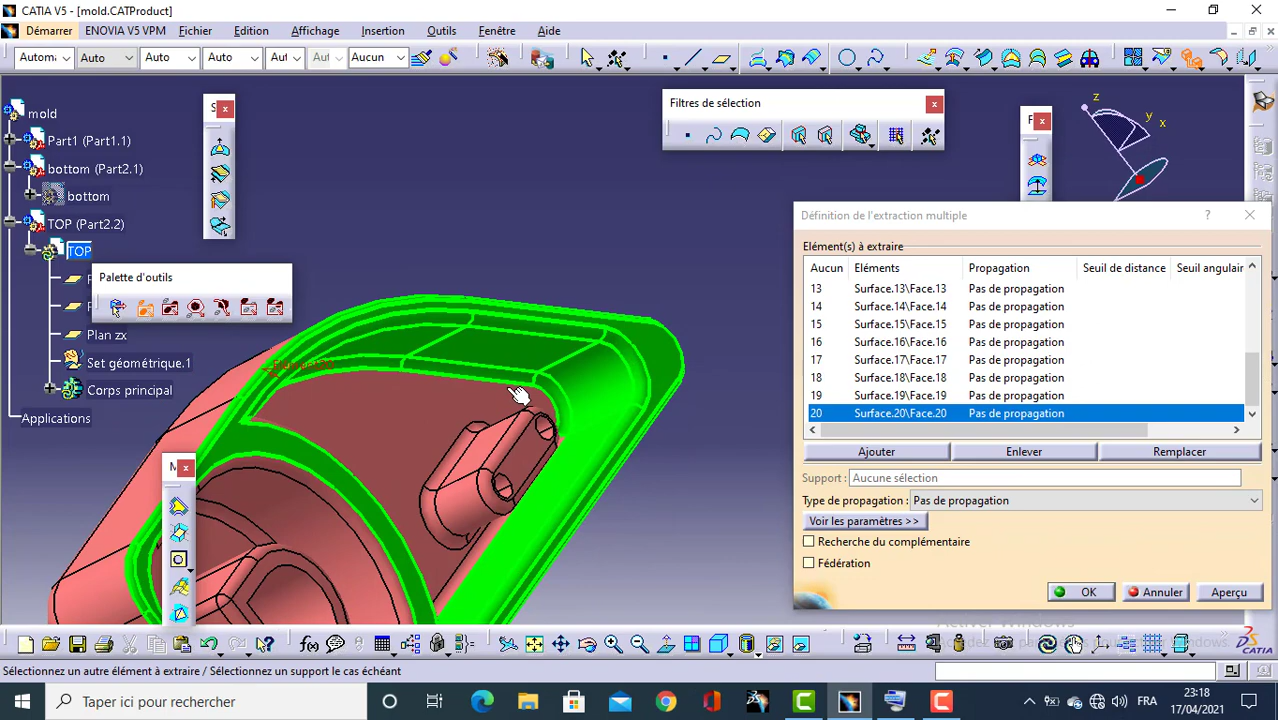 CATIA V5 - [mold.CATProduct]
Démarrer ENOVIA V5 VPM Fichier Edition Affichage Insertion Outils Fenêtre Aide
Autom Auto Auto Auto Aut Aut Aucun
mold
Part1 (Part1.1)
bottom (Part2.1)
bottom
TOP (Part2.2)
TOP
Palette d'outils
Plan zx
Set géométrique.1
Corps principal
Applications
S
M
F
Filtres de sélection
z
y
x
Définition de l'extraction multiple
?
Elément(s) à extraire
Aucun Eléments Propagation Seuil de distance Seuil angulair
13 Surface.13\Face.13 Pas de propagation
14 Surface.14\Face.14 Pas de propagation
15 Surface.15\Face.15 Pas de propagation
16 Surface.16\Face.16 Pas de propagation
17 Surface.17\Face.17 Pas de propagation
18 Surface.18\Face.18 Pas de propagation
19 Surface.19\Face.19 Pas de propagation
20 Surface.20\Face.20 Pas de propagation
Ajouter Enlever Remplacer
Support : Aucune sélection
Type de propagation : Pas de propagation
Voir les paramètres >>
Recherche du complémentaire
Fédération
OK Annuler Aperçu
Activer Windows
Sélectionnez un autre élément à extraire / Sélectionnez un support le cas échéant
Taper ici pour rechercher
FRA
23:18
17/04/2021